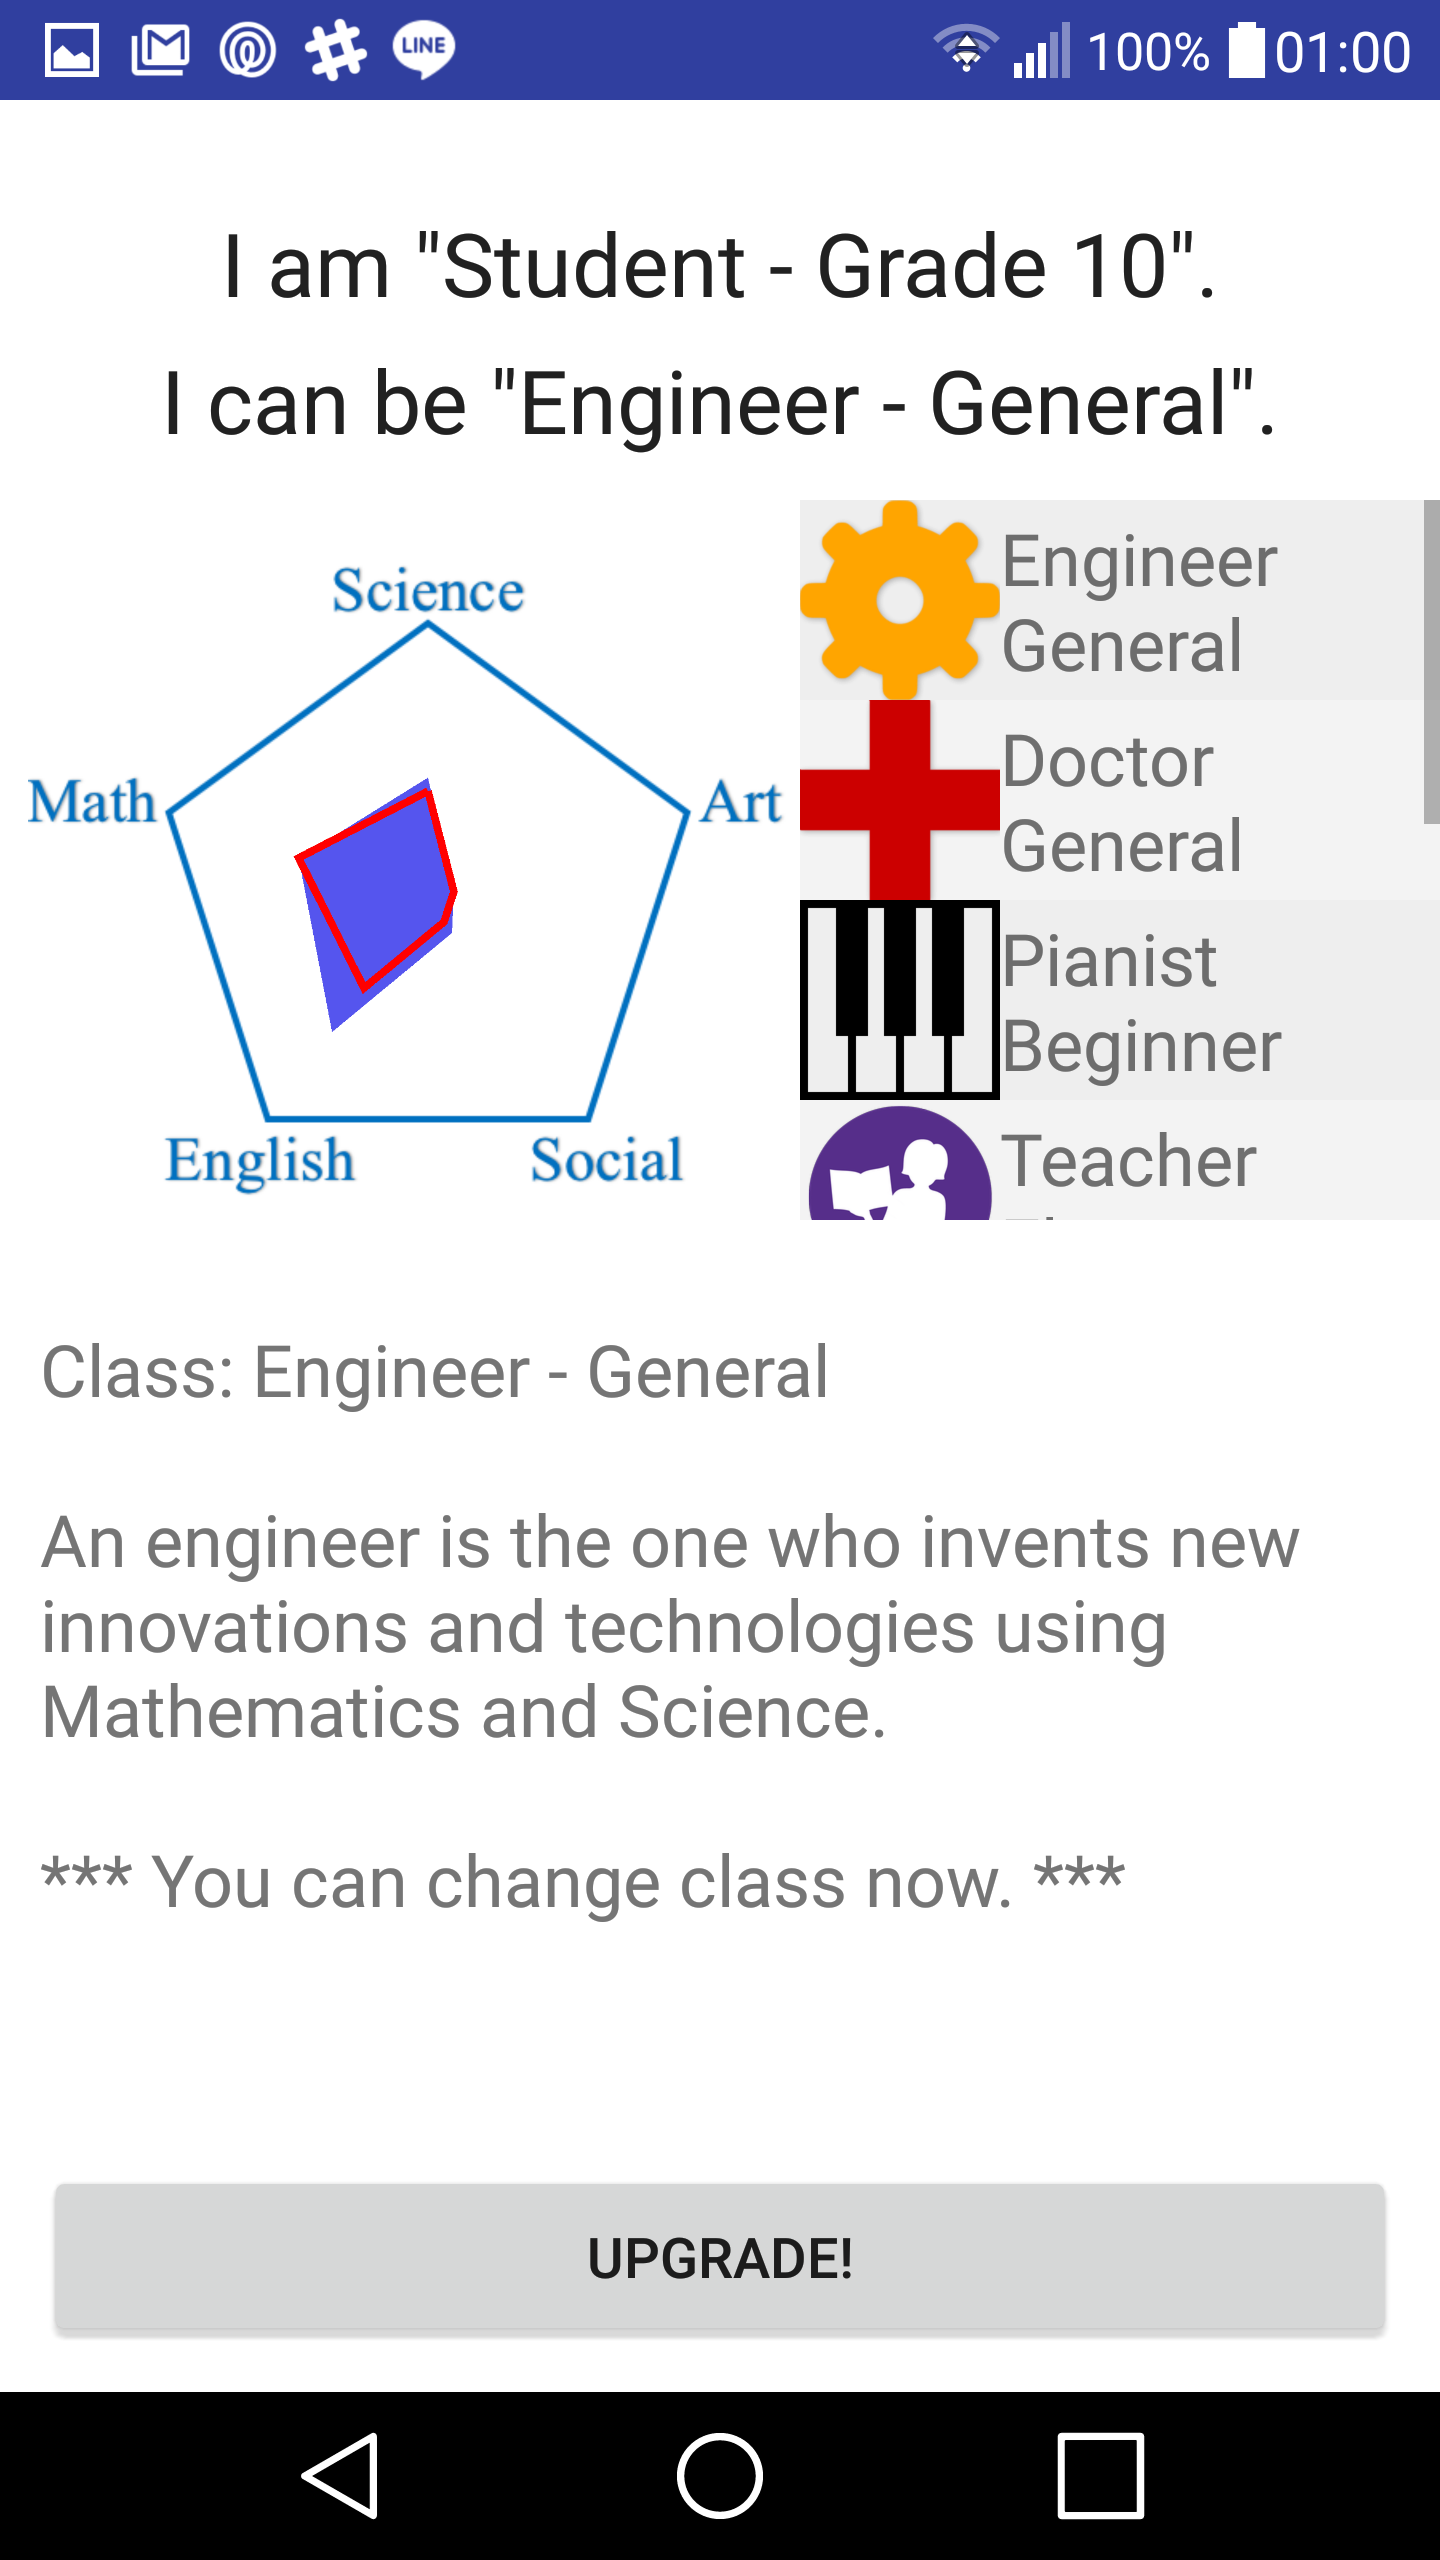 LINE
100% 01:00
I am "Student - Grade 10".
I can be "Engineer - General".
Science
Math
Art
English
Social
Engineer
General
Doctor
General
Pianist
Beginner
Teacher
Class: Engineer - General
An engineer is the one who invents new
innovations and technologies using
Mathematics and Science.
*** You can change class now. ***
UPGRADE!